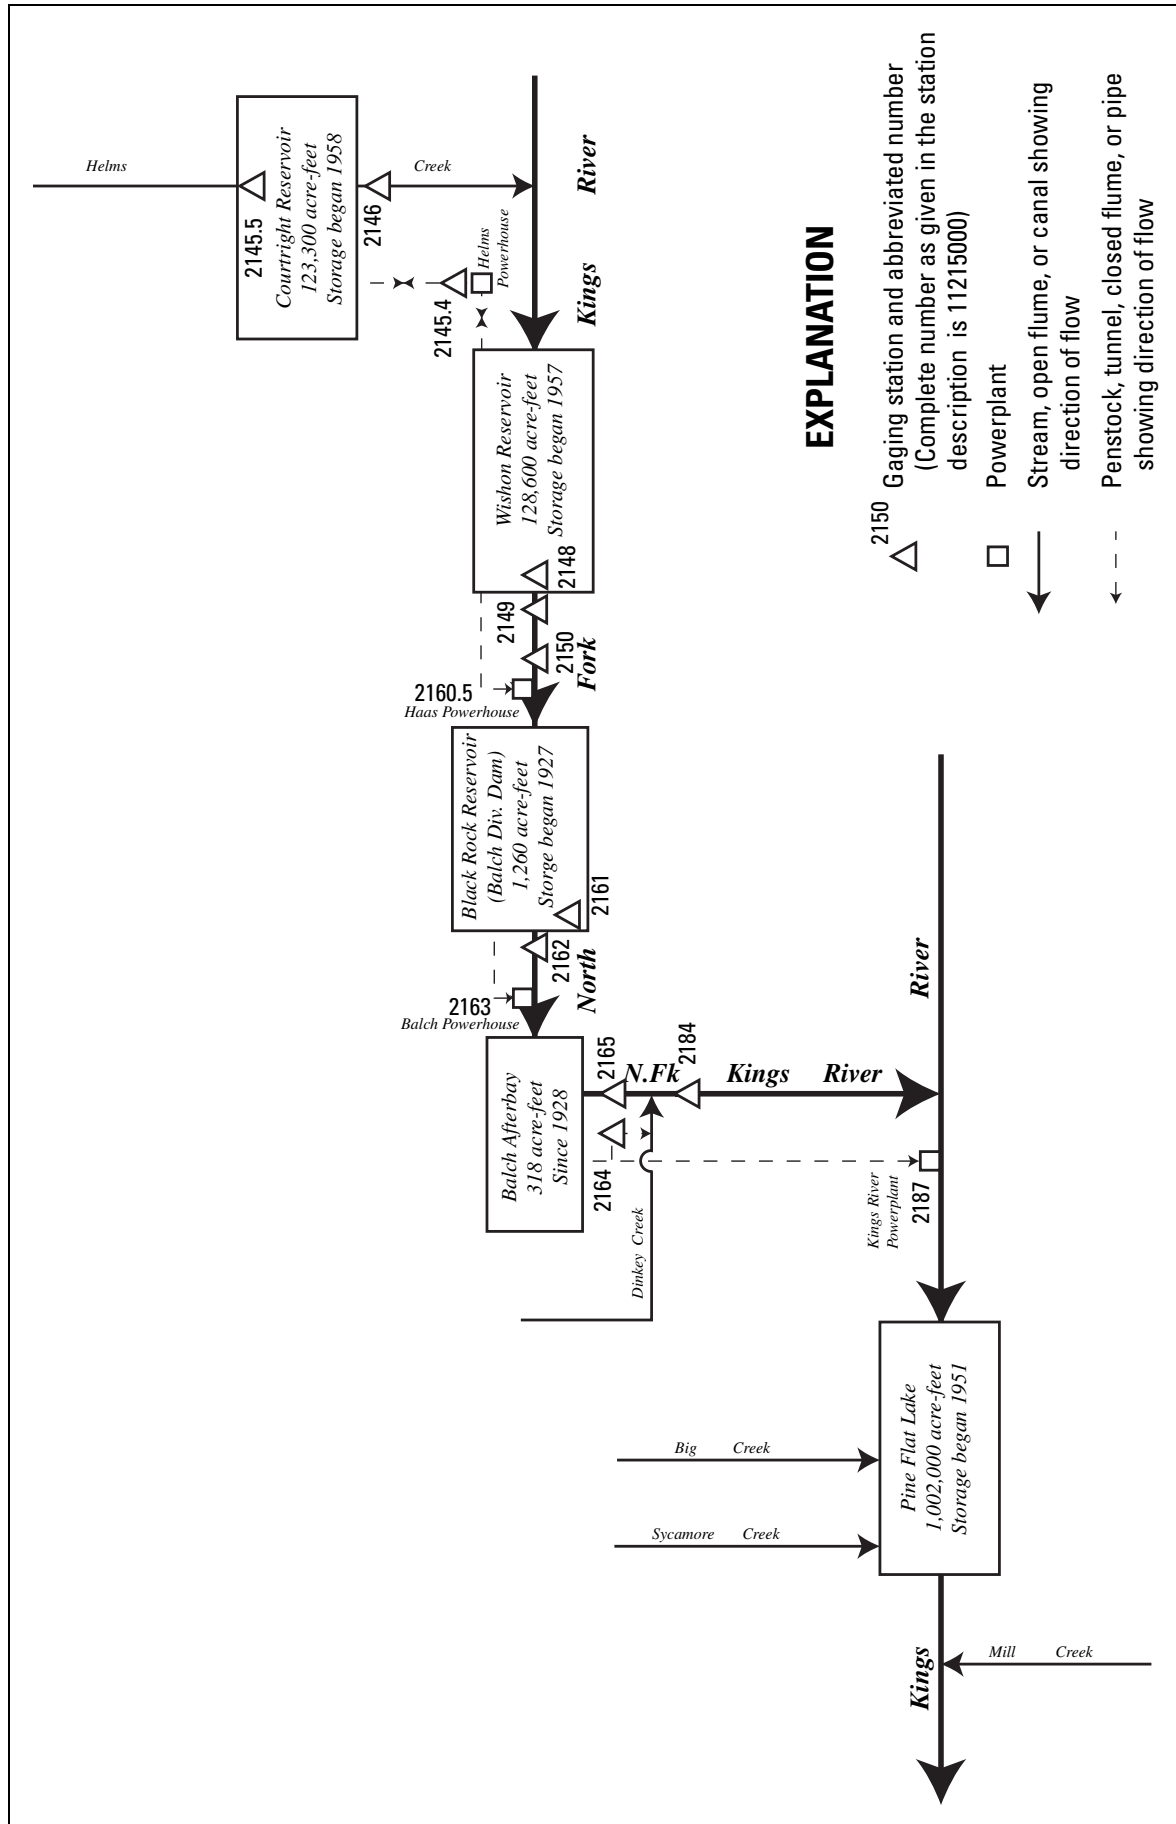 Helms
Creek
2145.5
Courtright Reservoir
123,300 acre-feet
Storage began 1958
2146
2145.4
Helms
Powerhouse
Kings
River
Wishon Reservoir
128,600 acre-feet
Storage began 1957
2148
2149
2150
Fork
2160.5
Haas Powerhouse
Black Rock Reservoir
(Balch Div. Dam)
1,260 acre-feet
Storge began 1927
2161
2162
North
2163
Balch Powerhouse
Balch Afterbay
318 acre-feet
Since 1928
2165
N.Fk
2184
Kings
River
2164
Dinkey Creek
River
Kings River
Powerplant
2187
Pine Flat Lake
1,002,000 acre-feet
Storage began 1951
Big Creek
Sycamore Creek
Kings
Mill Creek
EXPLANATION
2150
Gaging station and abbreviated number
(Complete number as given in the station
description is 11215000)
Powerplant
Stream, open flume, or canal showing
direction of flow
Penstock, tunnel, closed flume, or pipe
showing direction of flow